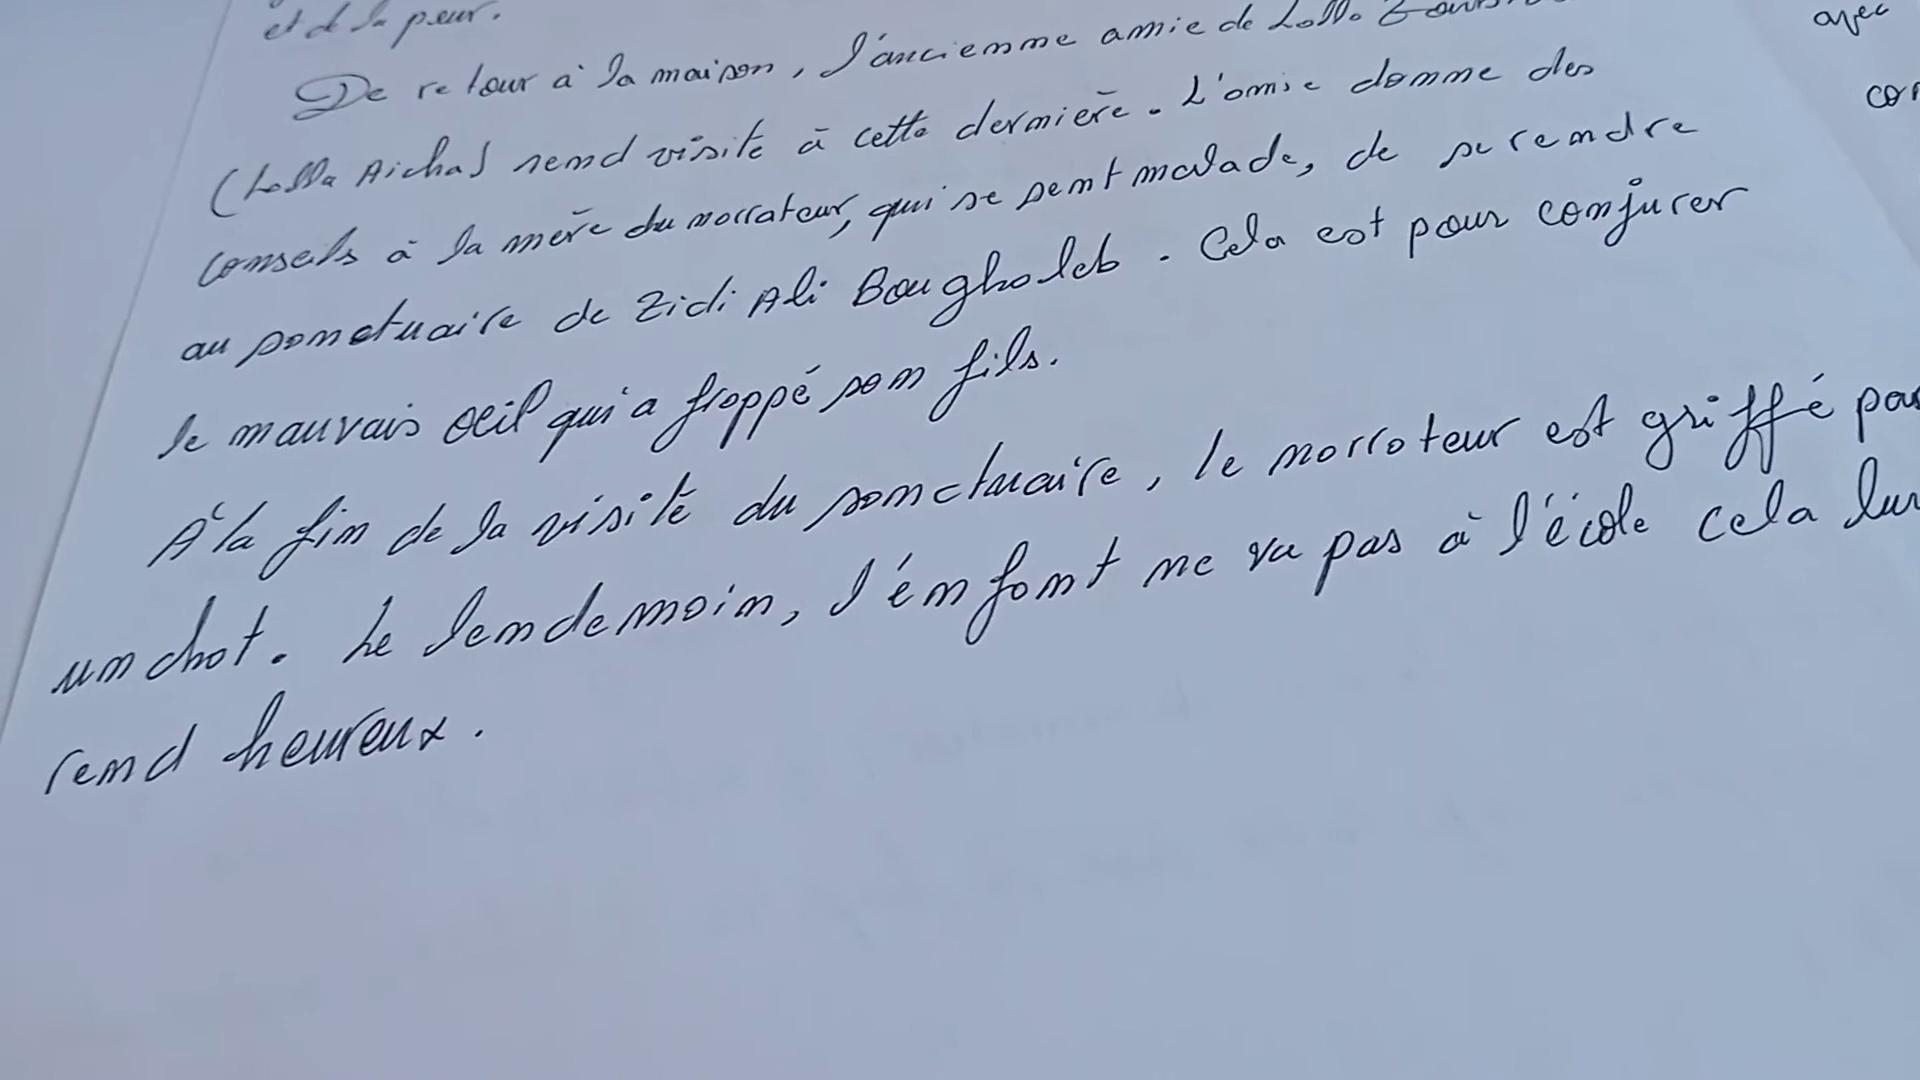 et de la peur.
De retour à la maison, l'ancienne amie de Lalla
(Lalla Aicha) rend visite à cette dernière. L'amie donne des
conseils à la mère du narrateur, qui se sent malade, de se rendre
au sanctuaire de Zidi Ali Boughaleb. Cela est pour conjurer
le mauvais œil qui a frappé son fils.
À la fin de la visite du sanctuaire, le narrateur est griffé par
un chat. Le lendemain, l'enfant ne va pas à l'école cela lui
rend heureux.
avec